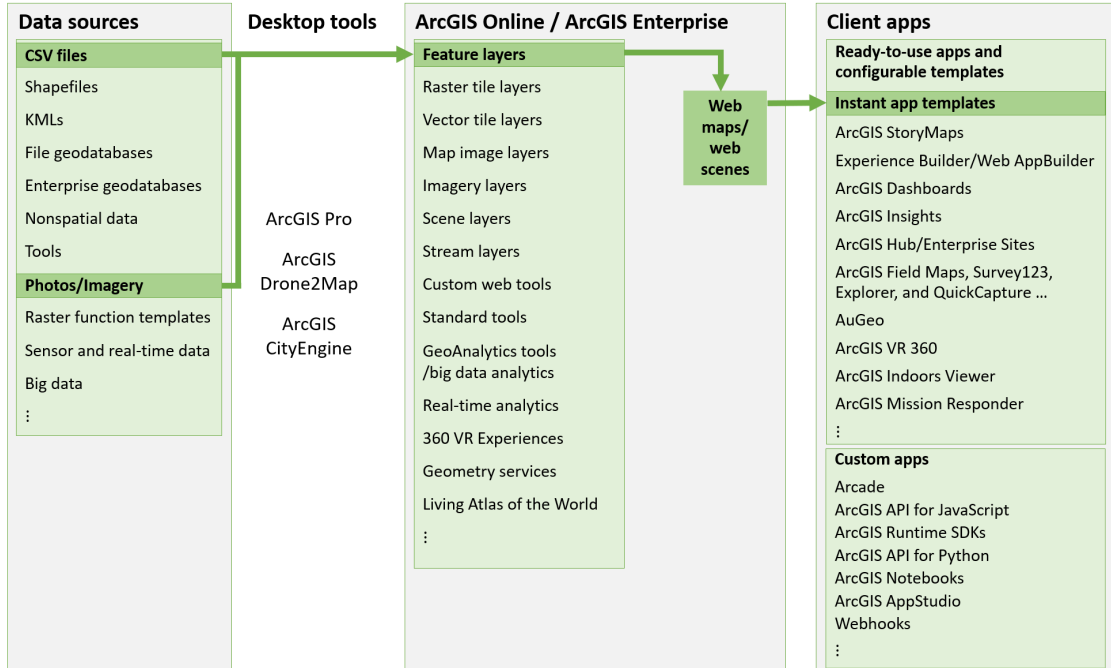 Data sources
CSV files
Shapefiles
KMLs
File geodatabases
Enterprise geodatabases
Nonspatial data
Tools
Photos/Imagery
Raster function templates
Sensor and real-time data
Big data
⋮
Desktop tools
ArcGIS Pro
ArcGIS
Drone2Map
ArcGIS
CityEngine
ArcGIS Online / ArcGIS Enterprise
Feature layers
Raster tile layers
Vector tile layers
Map image layers
Imagery layers
Scene layers
Stream layers
Custom web tools
Standard tools
GeoAnalytics tools
/big data analytics
Real-time analytics
360 VR Experiences
Geometry services
Living Atlas of the World
⋮
Web
maps/
web
scenes
Client apps
Ready-to-use apps and
configurable templates
Instant app templates
ArcGIS StoryMaps
Experience Builder/Web AppBuilder
ArcGIS Dashboards
ArcGIS Insights
ArcGIS Hub/Enterprise Sites
ArcGIS Field Maps, Survey123,
Explorer, and QuickCapture ...
AuGeo
ArcGIS VR 360
ArcGIS Indoors Viewer
ArcGIS Mission Responder
⋮
Custom apps
Arcade
ArcGIS API for JavaScript
ArcGIS Runtime SDKs
ArcGIS API for Python
ArcGIS Notebooks
ArcGIS AppStudio
Webhooks
⋮